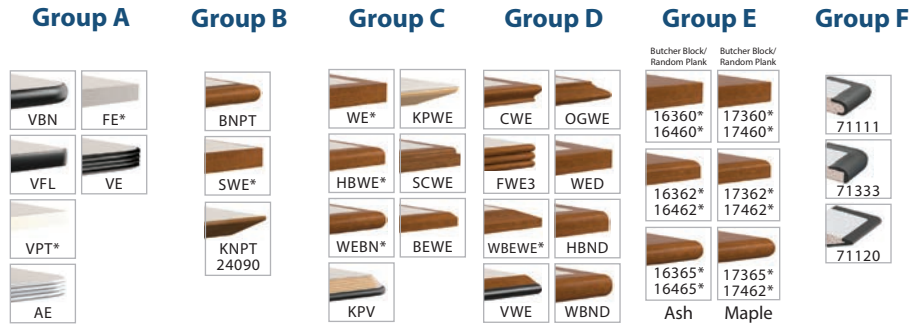 Group A
VBN
FE*
VFL
VE
VPT*
AE
Group B
BNPT
SWE*
KNPT
24090
Group C
WE*
KPWE
HBWE*
SCWE
WEBN*
BEWE
KPV
Group D
CWE
OGWE
FWE3
WED
WBEWE*
HBND
VWE
WBND
Group E
Butcher Block/
Random Plank
Butcher Block/
Random Plank
16360*
16460*
17360*
17460*
16362*
16462*
17362*
17462*
16365*
16465*
17365*
17462*
Ash
Maple
Group F
71111
71333
71120